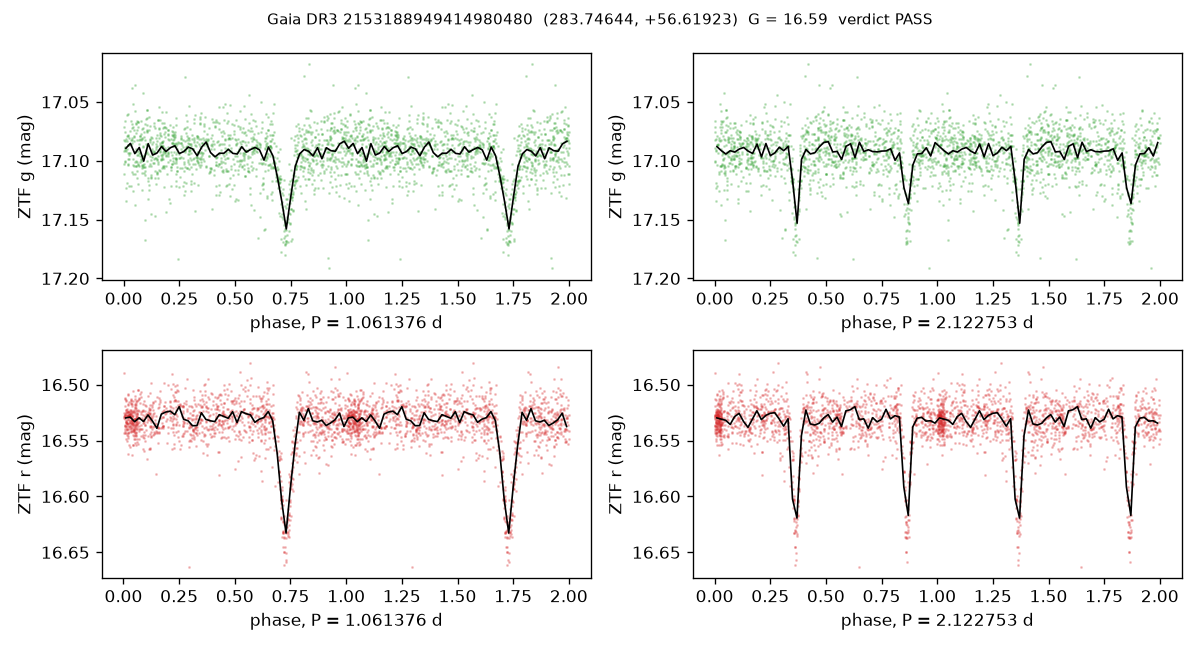 Gaia DR3 2153188949414980480 (283.74644, +56.61923) G = 16.59 verdict PASS
ZTF g (mag)
17.05
17.10
17.15
17.20
0.00 0.25 0.50 0.75 1.00 1.25 1.50 1.75 2.00
phase, P = 1.061376 d
ZTF g (mag)
17.05
17.10
17.15
17.20
0.00 0.25 0.50 0.75 1.00 1.25 1.50 1.75 2.00
phase, P = 2.122753 d
ZTF r (mag)
16.50
16.55
16.60
16.65
0.00 0.25 0.50 0.75 1.00 1.25 1.50 1.75 2.00
phase, P = 1.061376 d
ZTF r (mag)
16.50
16.55
16.60
16.65
0.00 0.25 0.50 0.75 1.00 1.25 1.50 1.75 2.00
phase, P = 2.122753 d